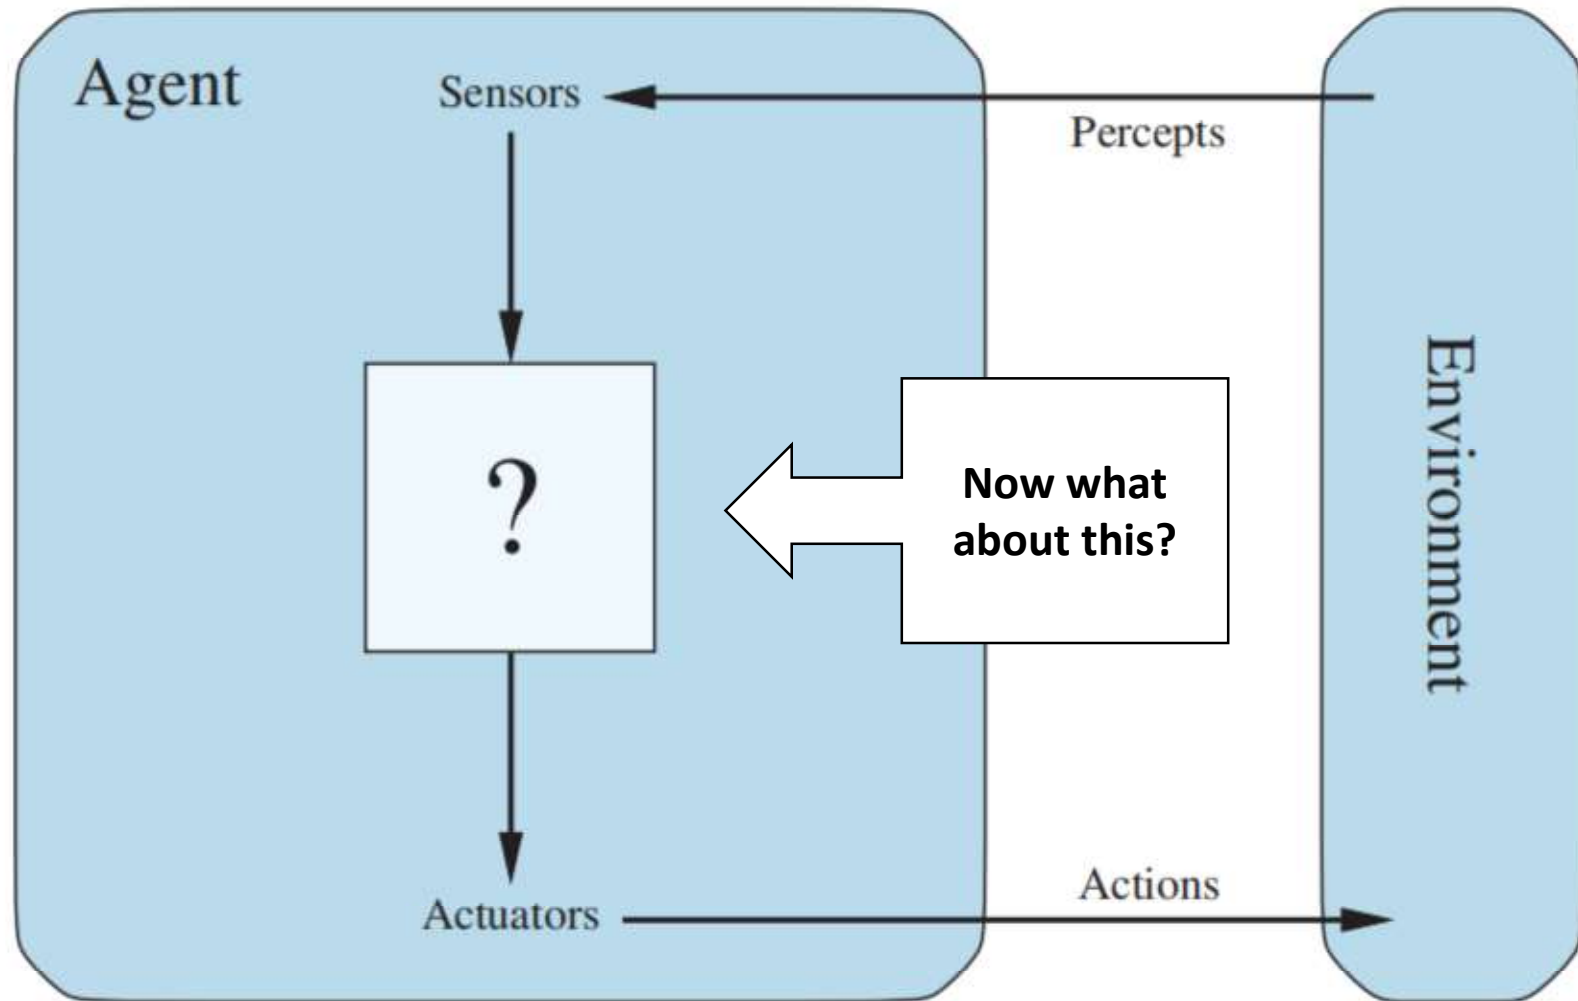 Agent
Sensors
Percepts
?
Now what
about this?
Environment
Actions
Actuators